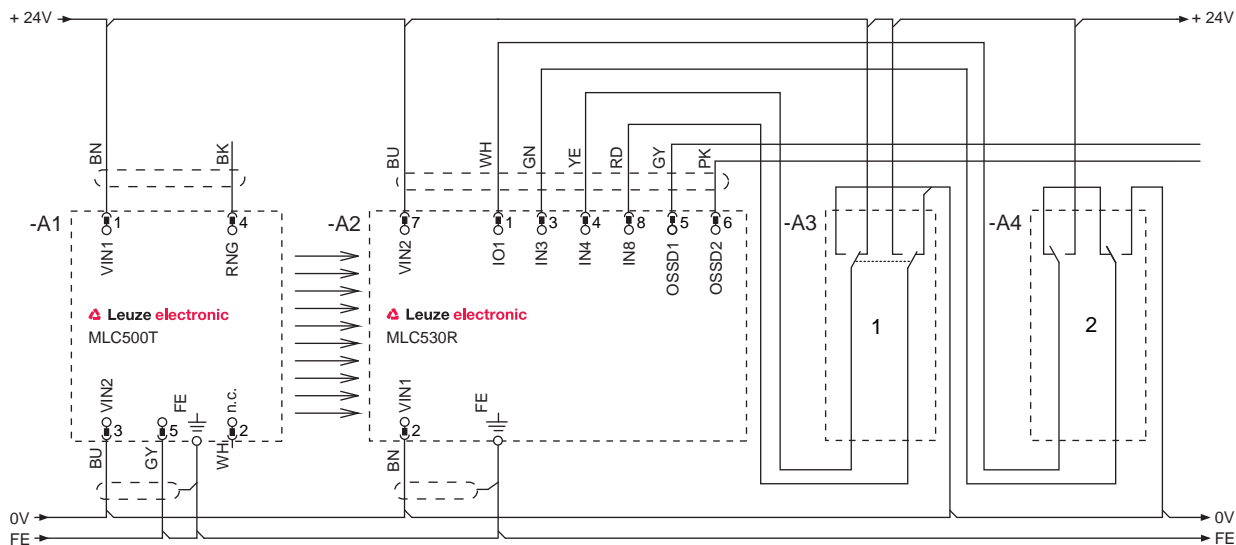 + 24V
+ 24V
BN
BK
BU
WH
GN
YE
RD
GY
PK
-A1
1
4
-A2
7
1
3
4
8
5
6
-A3
-A4
VIN1
RNG
VIN2
IO1
IN3
IN4
IN8
OSSD1
OSSD2
Leuze electronic
MLC500T
Leuze electronic
MLC530R
1
2
VIN2
FE
n.c.
VIN1
FE
3
5
2
2
BU
GY
WH
BN
0V
0V
FE
FE